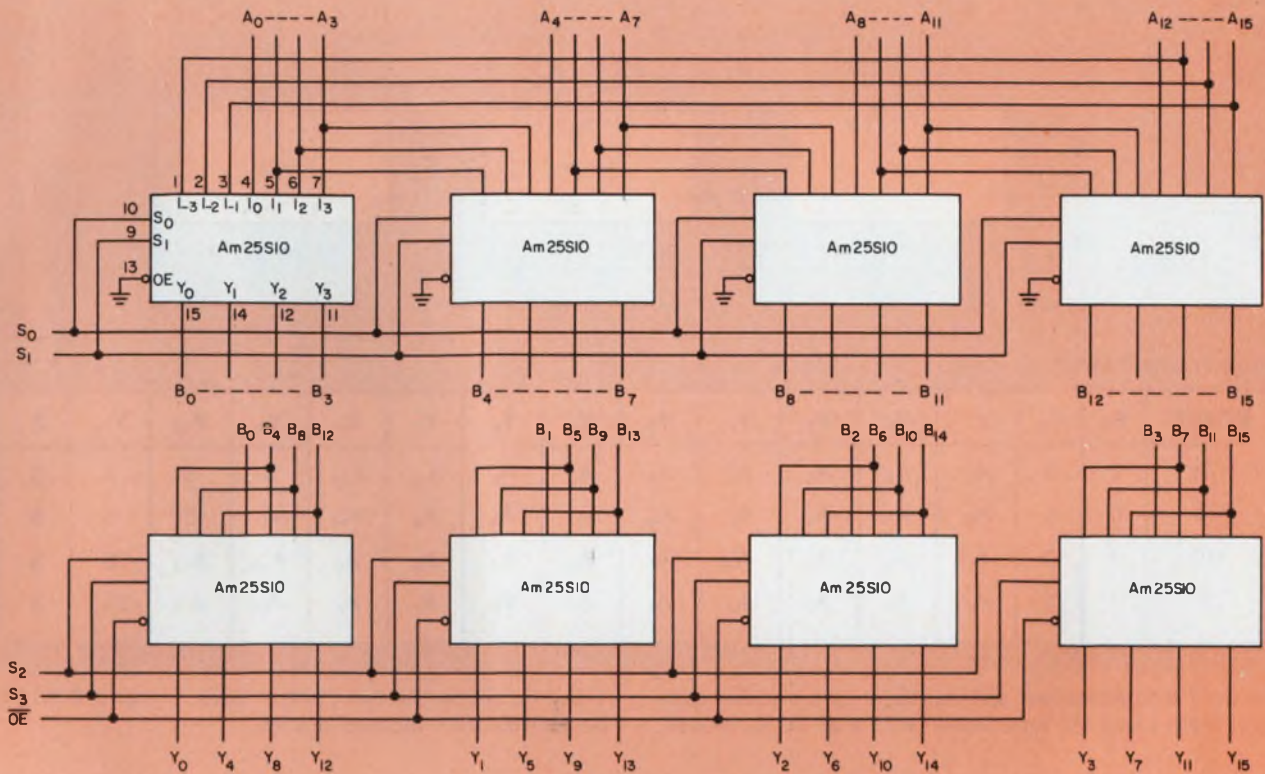 A0----A3 A4----A7 A8----A11 A12----A15
1 2 3 4 5 6 7
I-3 I-2 I-1 I0 I1 I2 I3
10 S0
9 S1
Am25S10 Am25S10 Am25S10 Am25S10
13 OE
Y0 Y1 Y2 Y3
15 14 12 11
S0
S1
B0-------B3 B4-------B7 B8-------B11 B12-------B15
B0 B4 B8 B12 B1 B5 B9 B13 B2 B6 B10 B14 B3 B7 B11 B15
Am25S10 Am25S10 Am25S10 Am25S10
S2
S3
O̅E̅
Y0 Y4 Y8 Y12 Y1 Y5 Y9 Y13 Y2 Y6 Y10 Y14 Y3 Y7 Y11 Y15